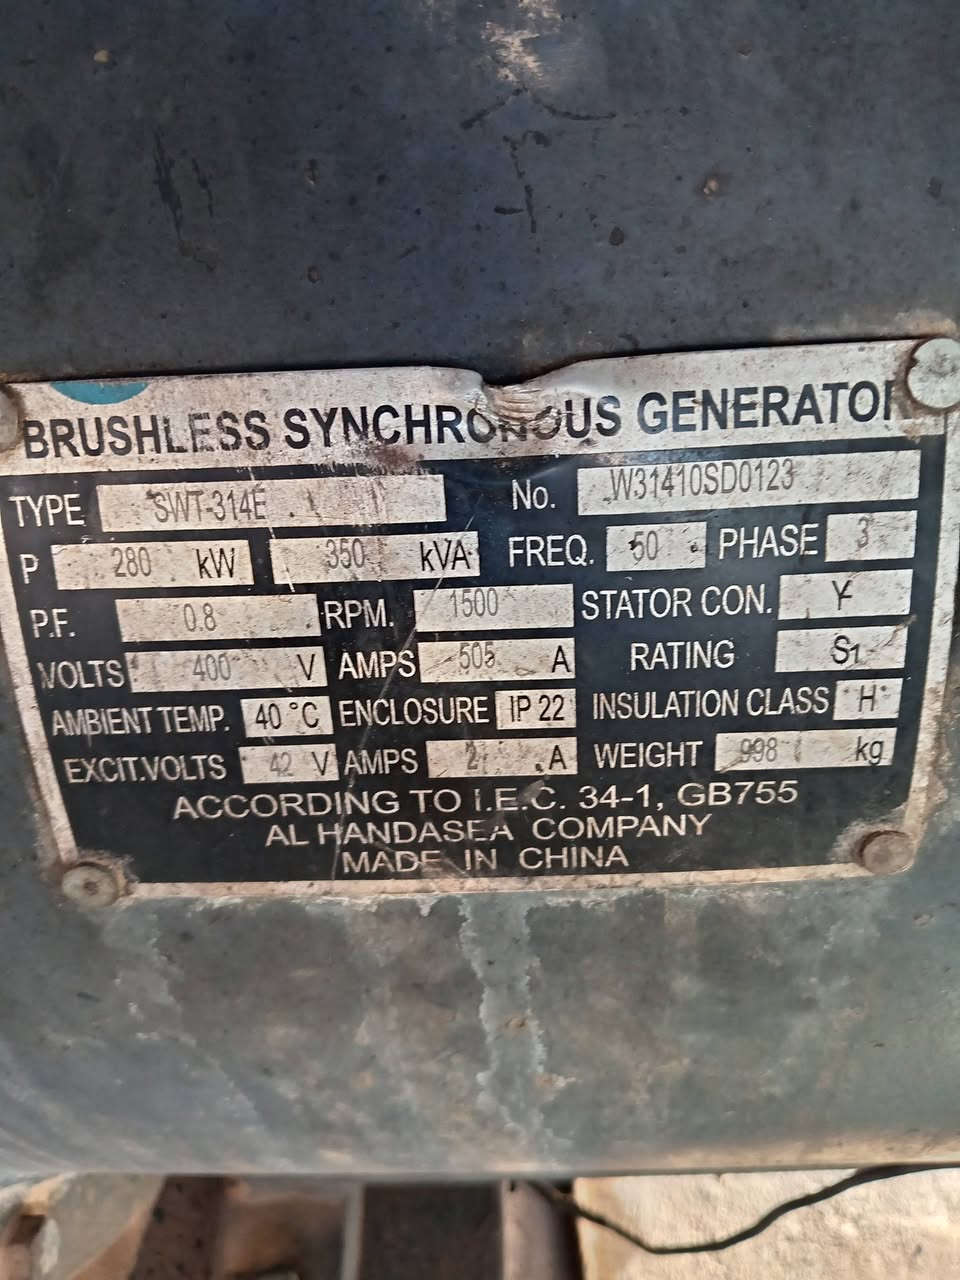 BRUSHLESS SYNCHRONOUS GENERATOR
TYPE SWT-314E No. W31410SD0123
P 280 kW 350 kVA FREQ. 50 PHASE 3
P.F. 0.8 RPM. 1500 STATOR CON. Y
VOLTS 400 V AMPS 505 A RATING S1
AMBIENT TEMP. 40 °C ENCLOSURE IP 22 INSULATION CLASS H
EXCIT.VOLTS 42 V AMPS 2 A WEIGHT 998 kg
ACCORDING TO I.E.C. 34-1, GB755
AL HANDASEA COMPANY
MADE IN CHINA